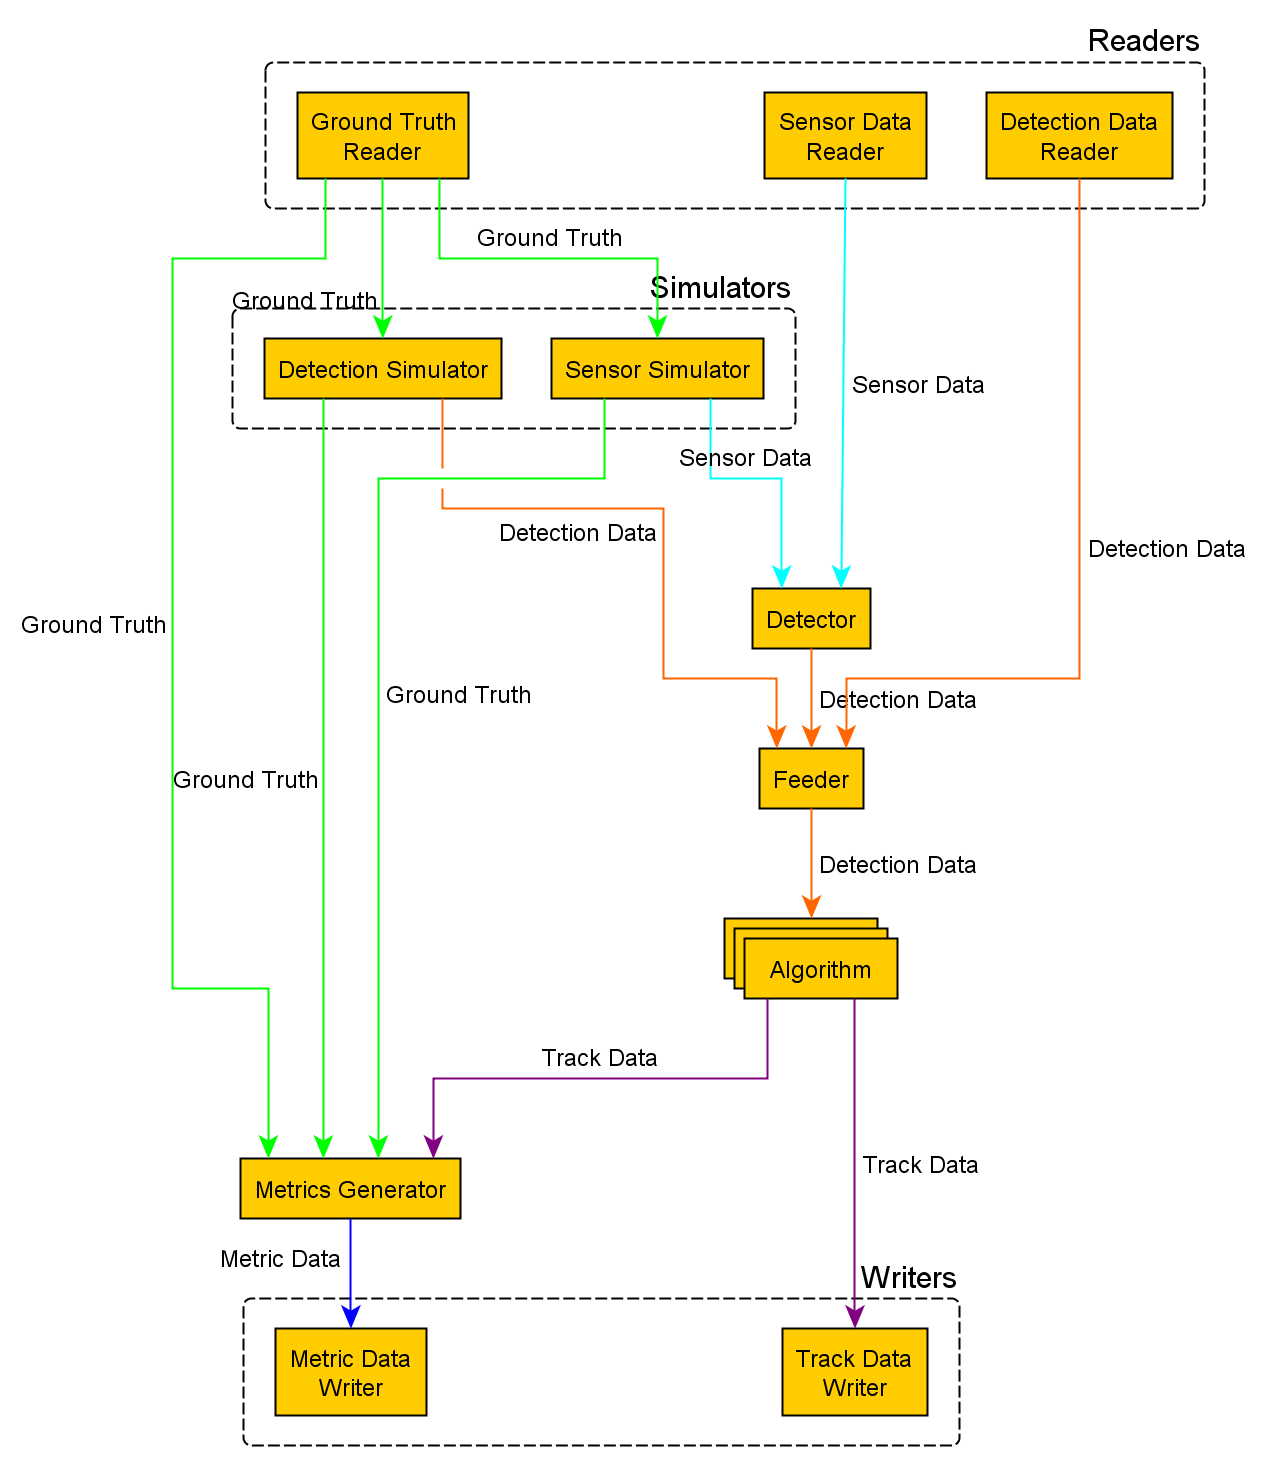 Readers
Ground Truth
Reader
Sensor Data
Reader
Detection Data
Reader
Ground Truth
Simulators
Ground Truth
Detection Simulator
Sensor Simulator
Sensor Data
Sensor Data
Detection Data
Detection Data
Detector
Ground Truth
Ground Truth
Detection Data
Ground Truth
Feeder
Detection Data
Algorithm
Track Data
Track Data
Metrics Generator
Metric Data
Writers
Metric Data
Writer
Track Data
Writer